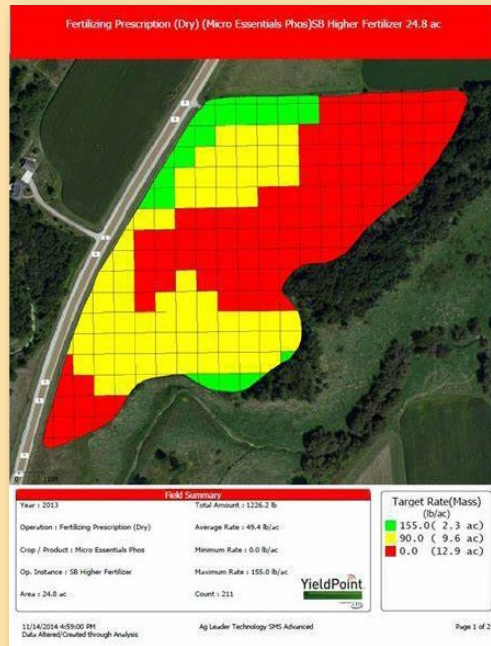 Fertilizing Prescription (Dry) (Micro Essentials Phos)SB Higher Fertilizer 24.8 ac
Field Summary
Year : 2013
Total Amount : 1226.2 lb
Operation : Fertilizing Prescription (Dry)
Average Rate : 49.4 lb/ac
Crop / Product : Micro Essentials Phos
Minimum Rate : 0.0 lb/ac
Op. Instance : SB Higher Fertilizer
Maximum Rate : 155.0 lb/ac
Area : 24.8 ac
Count : 211
YieldPoint
Target Rate(Mass)
(lb/ac)
155.0( 2.3 ac)
90.0 ( 9.6 ac)
0.0 (12.9 ac)
11/14/2014 4:59:00 PM
Ag Leader Technology SMS Advanced
Page 1 of 2
Data Altered/Created through Analysis